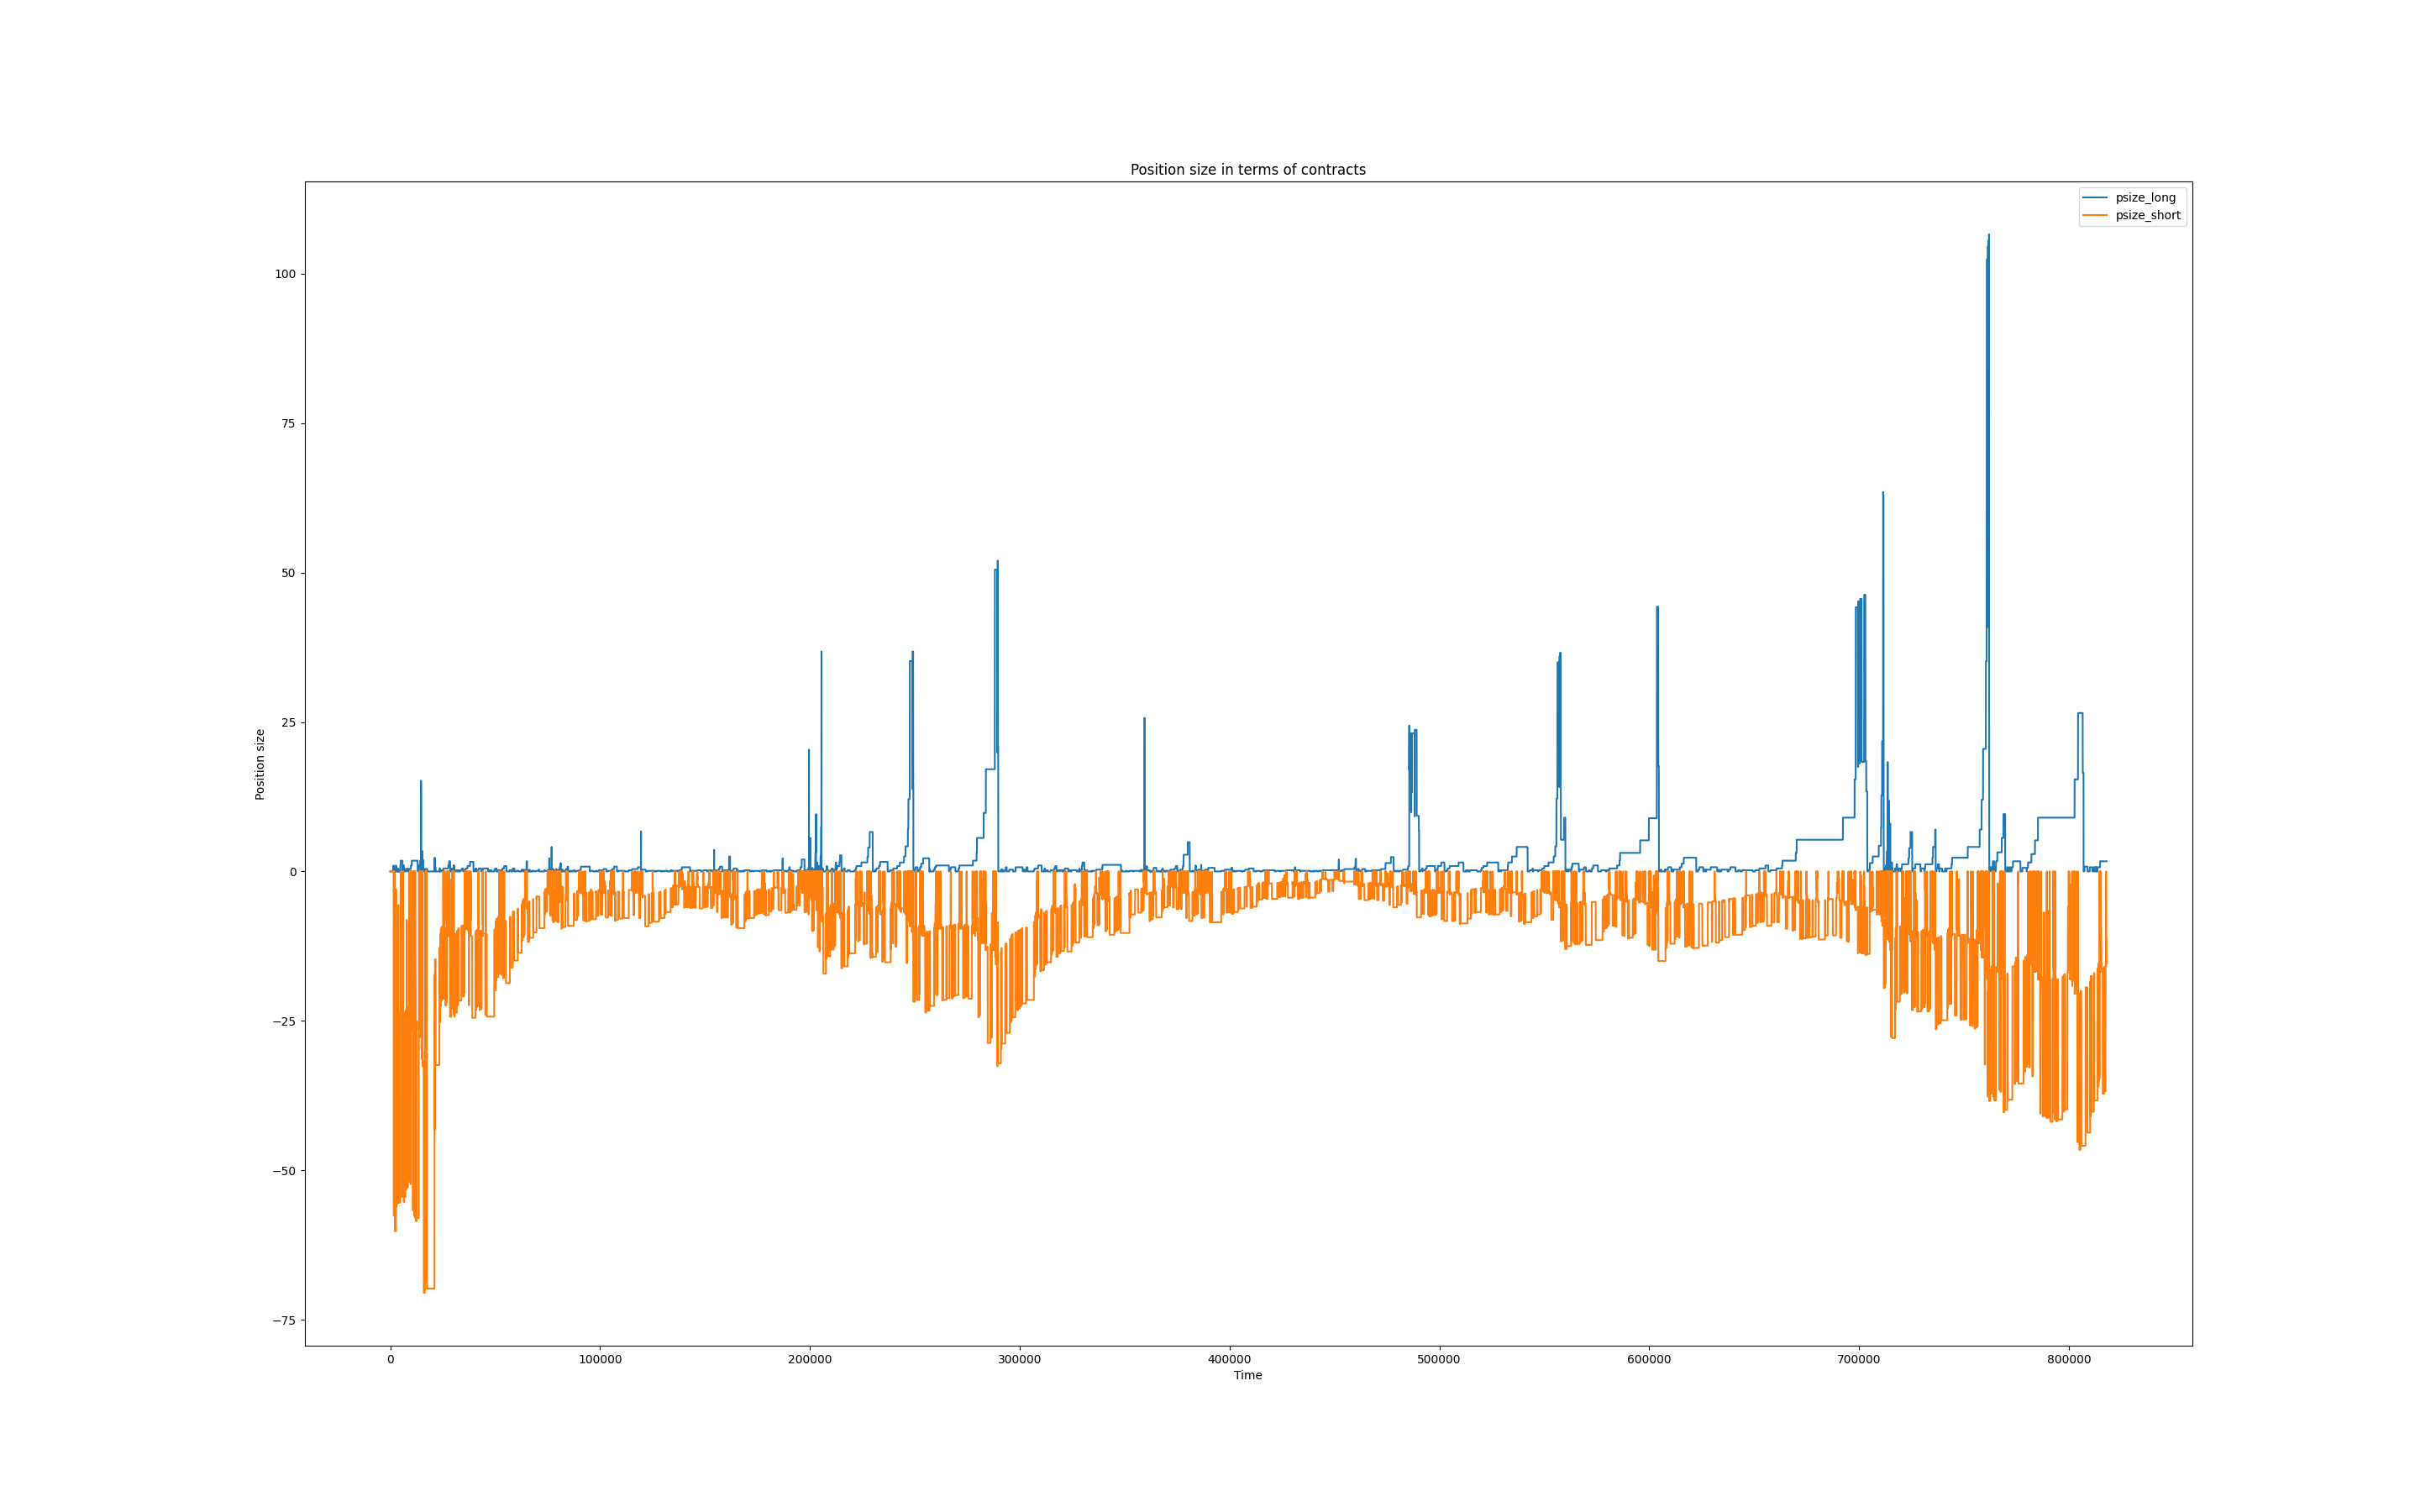 Position size in terms of contracts
psize_long
psize_short
100
75
50
25
0
−25
−50
−75
Position size
0 100000 200000 300000 400000 500000 600000 700000 800000
Time